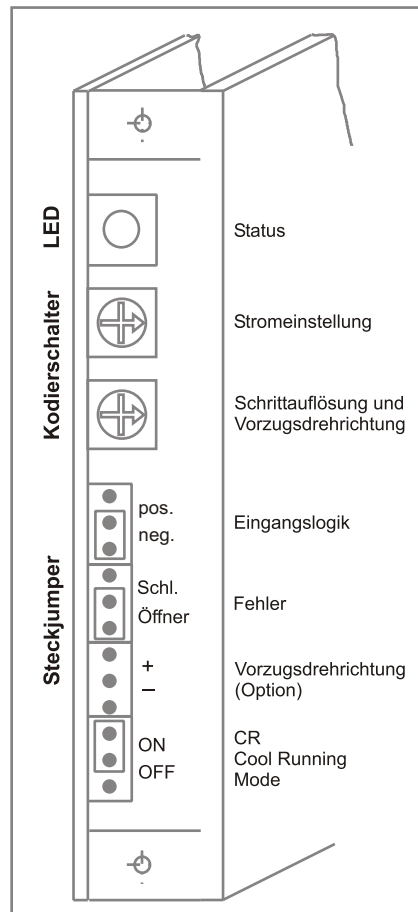 LED
Status
Kodierschalter
Stromeinstellung
Schrittauflösung und
Vorzugsdrehrichtung
Steckjumper
pos.
neg.
Eingangslogik
Schl.
Öffner
Fehler
+
–
Vorzugsdrehrichtung
(Option)
ON
OFF
CR
Cool Running
Mode